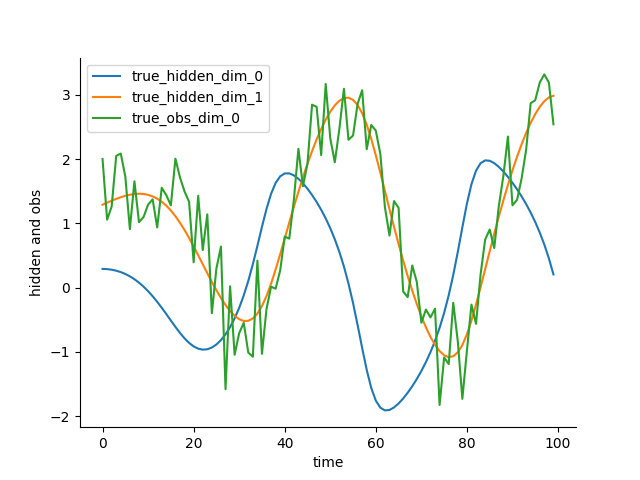 true_hidden_dim_0
true_hidden_dim_1
true_obs_dim_0
hidden and obs
3
2
1
0
−1
−2
0 20 40 60 80 100
time